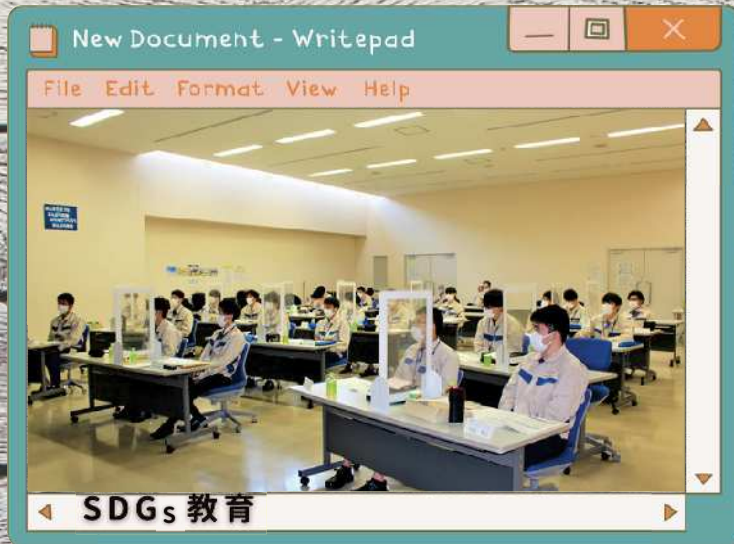 New Document - Writepad
File Edit Format View Help
SDGs 教育